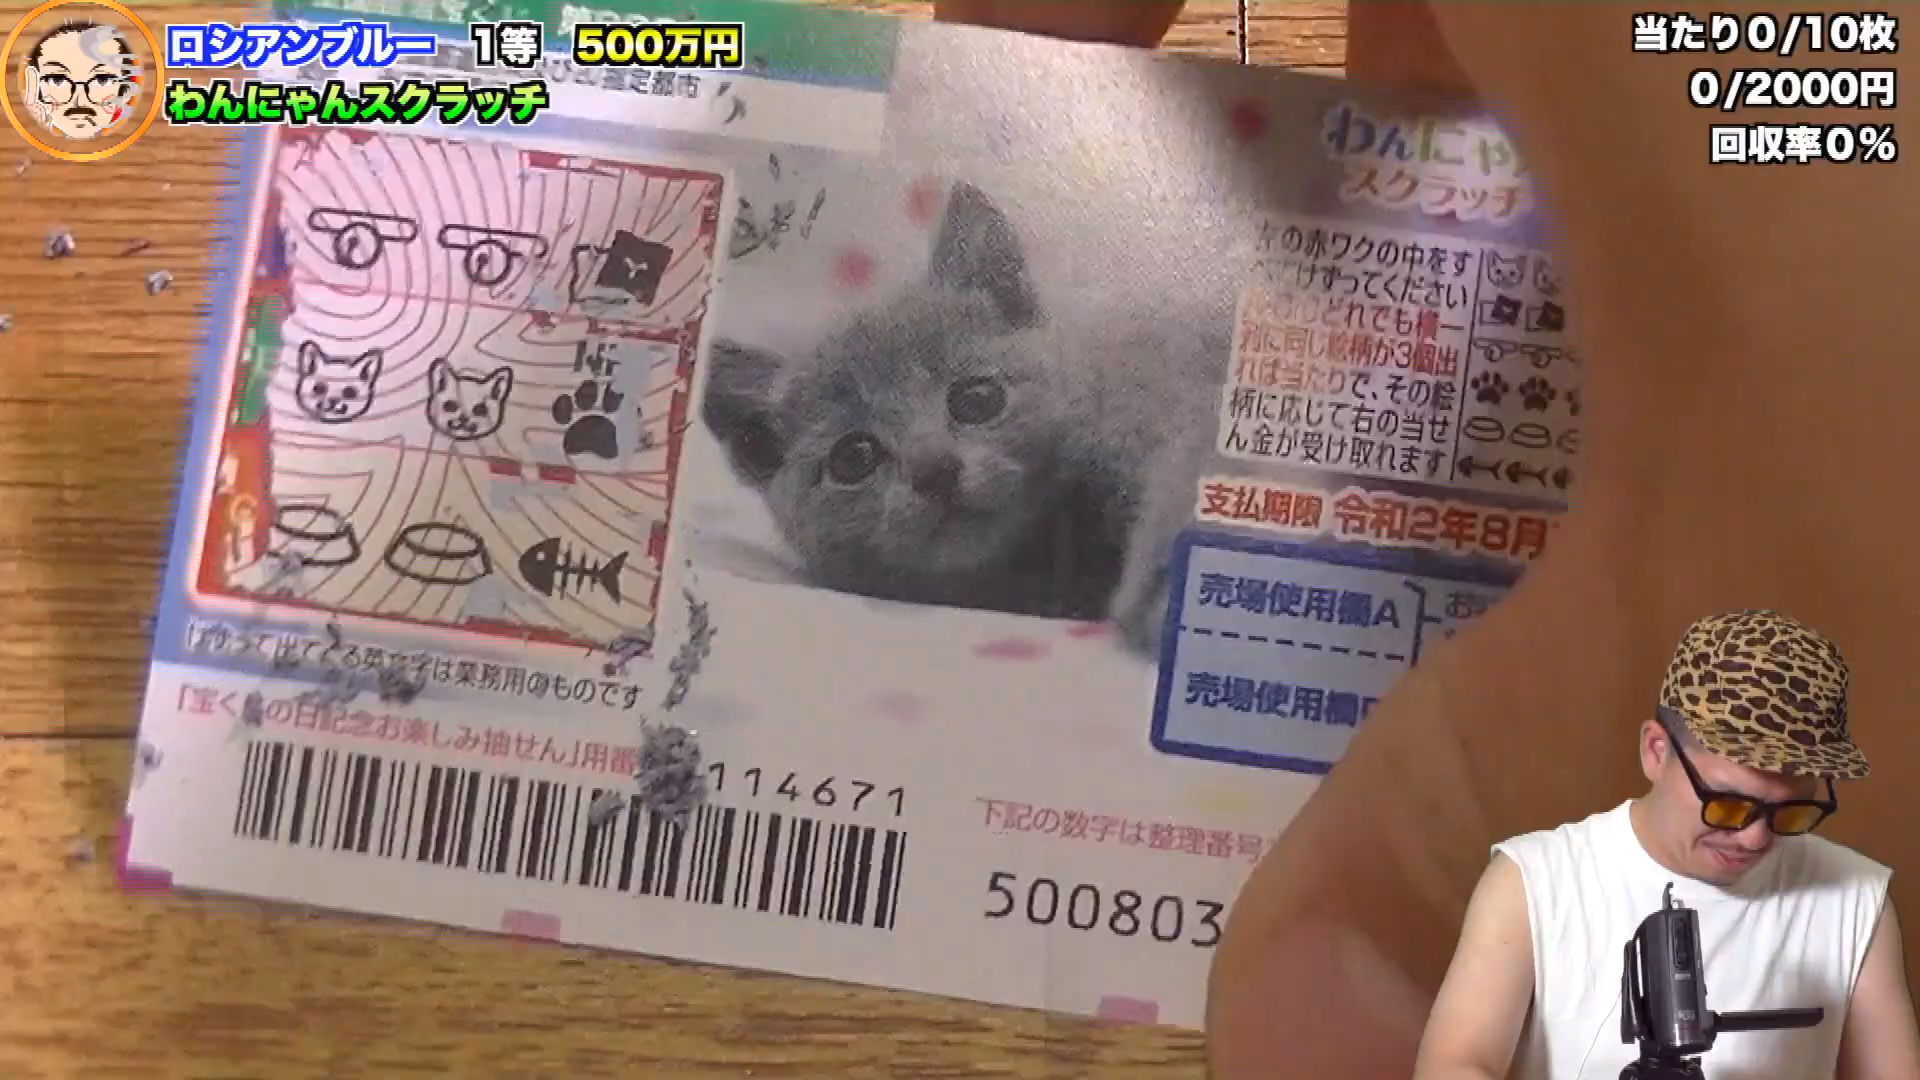 ロシアンブルー 1等 500万円
わんにゃんスクラッチ
当たり0/10枚
0/2000円
回収率0%
定都市
わんにゃ
スクラッチ
の赤ワクの中をす
けずってください
どれでも横一
列に同じ絵柄が3個出
れば当たりで、その絵
柄に応じて右の当せ
ん金が受け取れます
支払期限 令和2年8月
売場使用欄A
売場使用欄
けずって出てくる英文字は業務用のものです
「宝くじの日記念お楽しみ抽せん」用番
114671
下記の数字は整理番号
500803